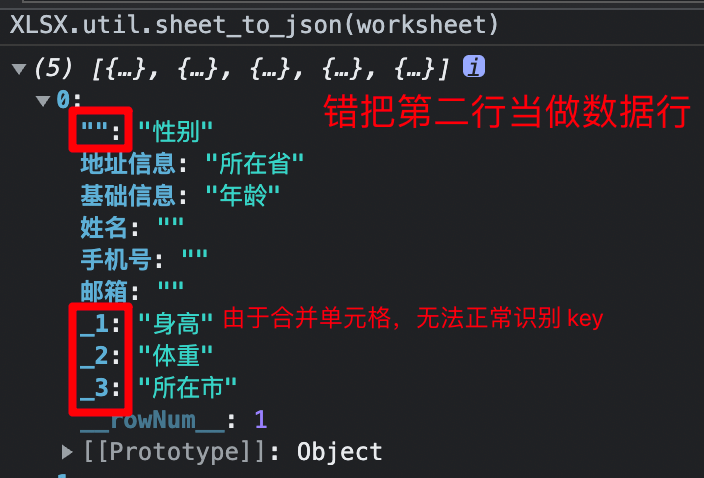 XLSX.util.sheet_to_json(worksheet)
(5) [{…}, {…}, {…}, {…}, {…}] i
0:
错把第二行当做数据行
"": "性别"
地址信息: "所在省"
基础信息: "年龄"
姓名: ""
手机号: ""
邮箱: ""
_1: "身高" 由于合并单元格，无法正常识别 key
_2: "体重"
_3: "所在市"
__rowNum__: 1
[[Prototype]]: Object